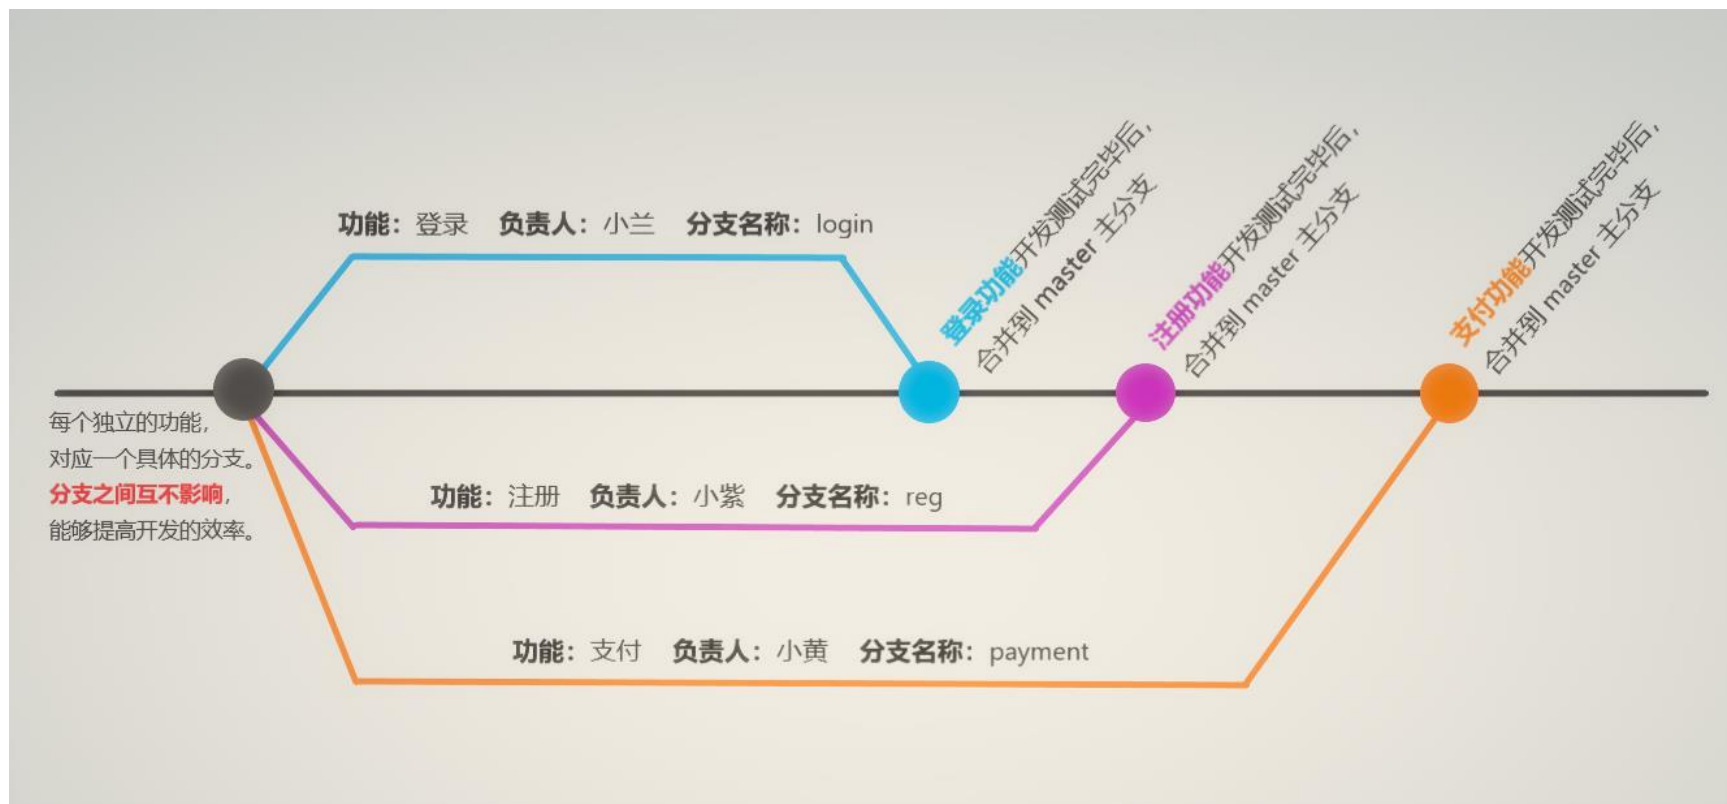 功能：登录 负责人：小兰 分支名称：login
登录功能开发测试完毕后，
合并到 master 主分支
注册功能开发测试完毕后，
合并到 master 主分支
支付功能开发测试完毕后，
合并到 master 主分支
每个独立的功能，
对应一个具体的分支。
分支之间互不影响，
能够提高开发的效率。
功能：注册 负责人：小紫 分支名称：reg
功能：支付 负责人：小黄 分支名称：payment